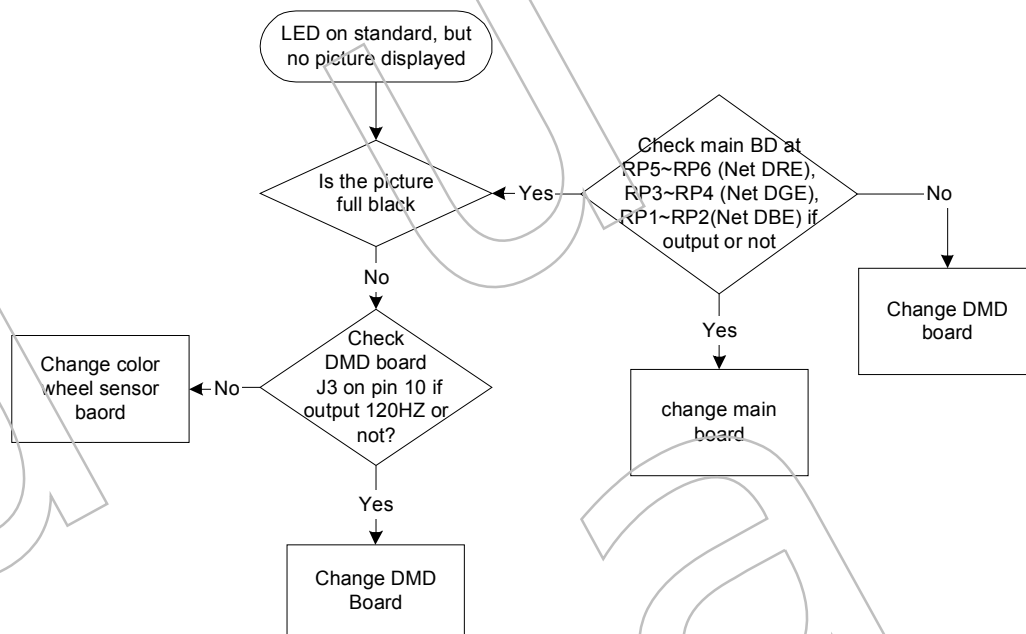 LED on standard, but
no picture displayed
Is the picture
full black
Yes
Check main BD at
RP5~RP6 (Net DRE),
RP3~RP4 (Net DGE),
RP1~RP2(Net DBE) if
output or not
No
Change DMD
board
Yes
change main
board
No
Check
DMD board
J3 on pin 10 if
output 120HZ or
not?
No
Change color
wheel sensor
baord
Yes
Change DMD
Board